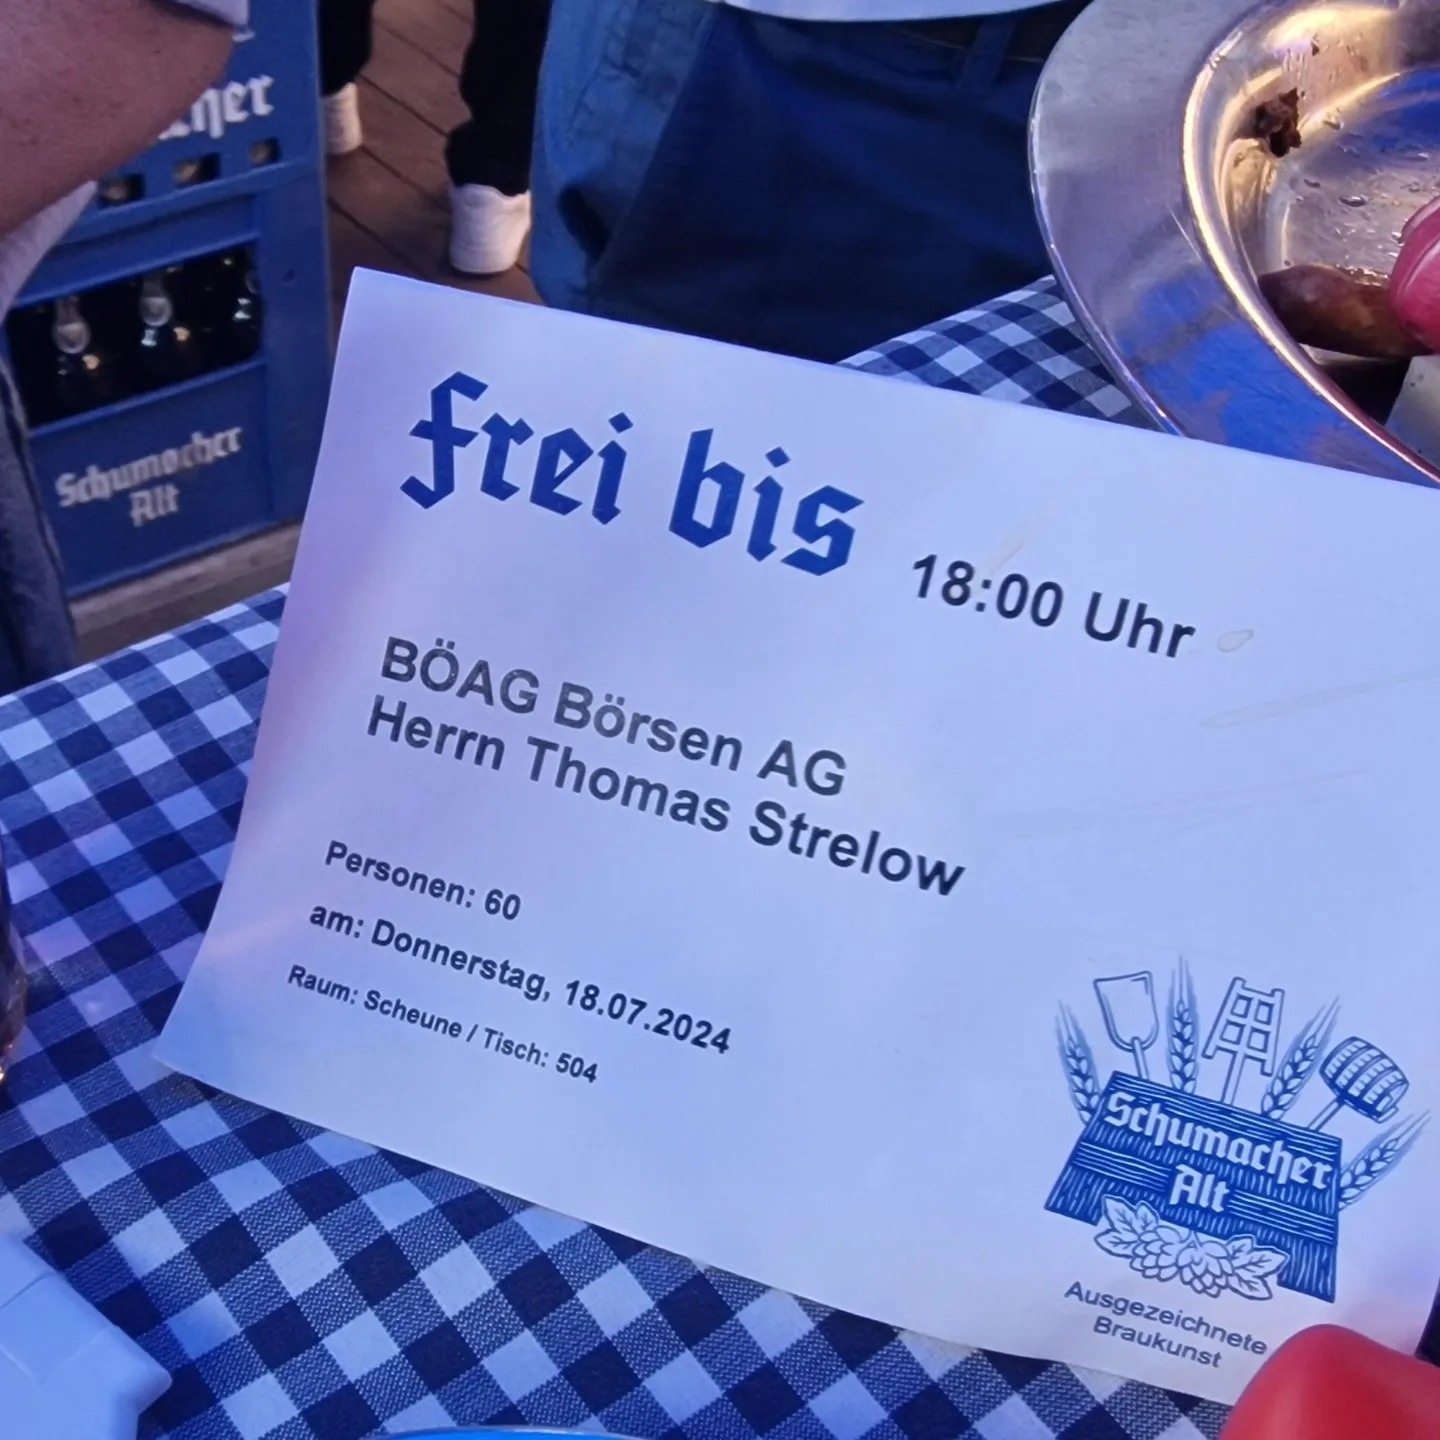 cher
Schumacher
Alt
frei bis 18:00 Uhr
BÖAG Börsen AG
Herrn Thomas Strelow
Personen: 60
am: Donnerstag, 18.07.2024
Raum: Scheune / Tisch: 504
Schumacher
Alt
Ausgezeichnete
Braukunst